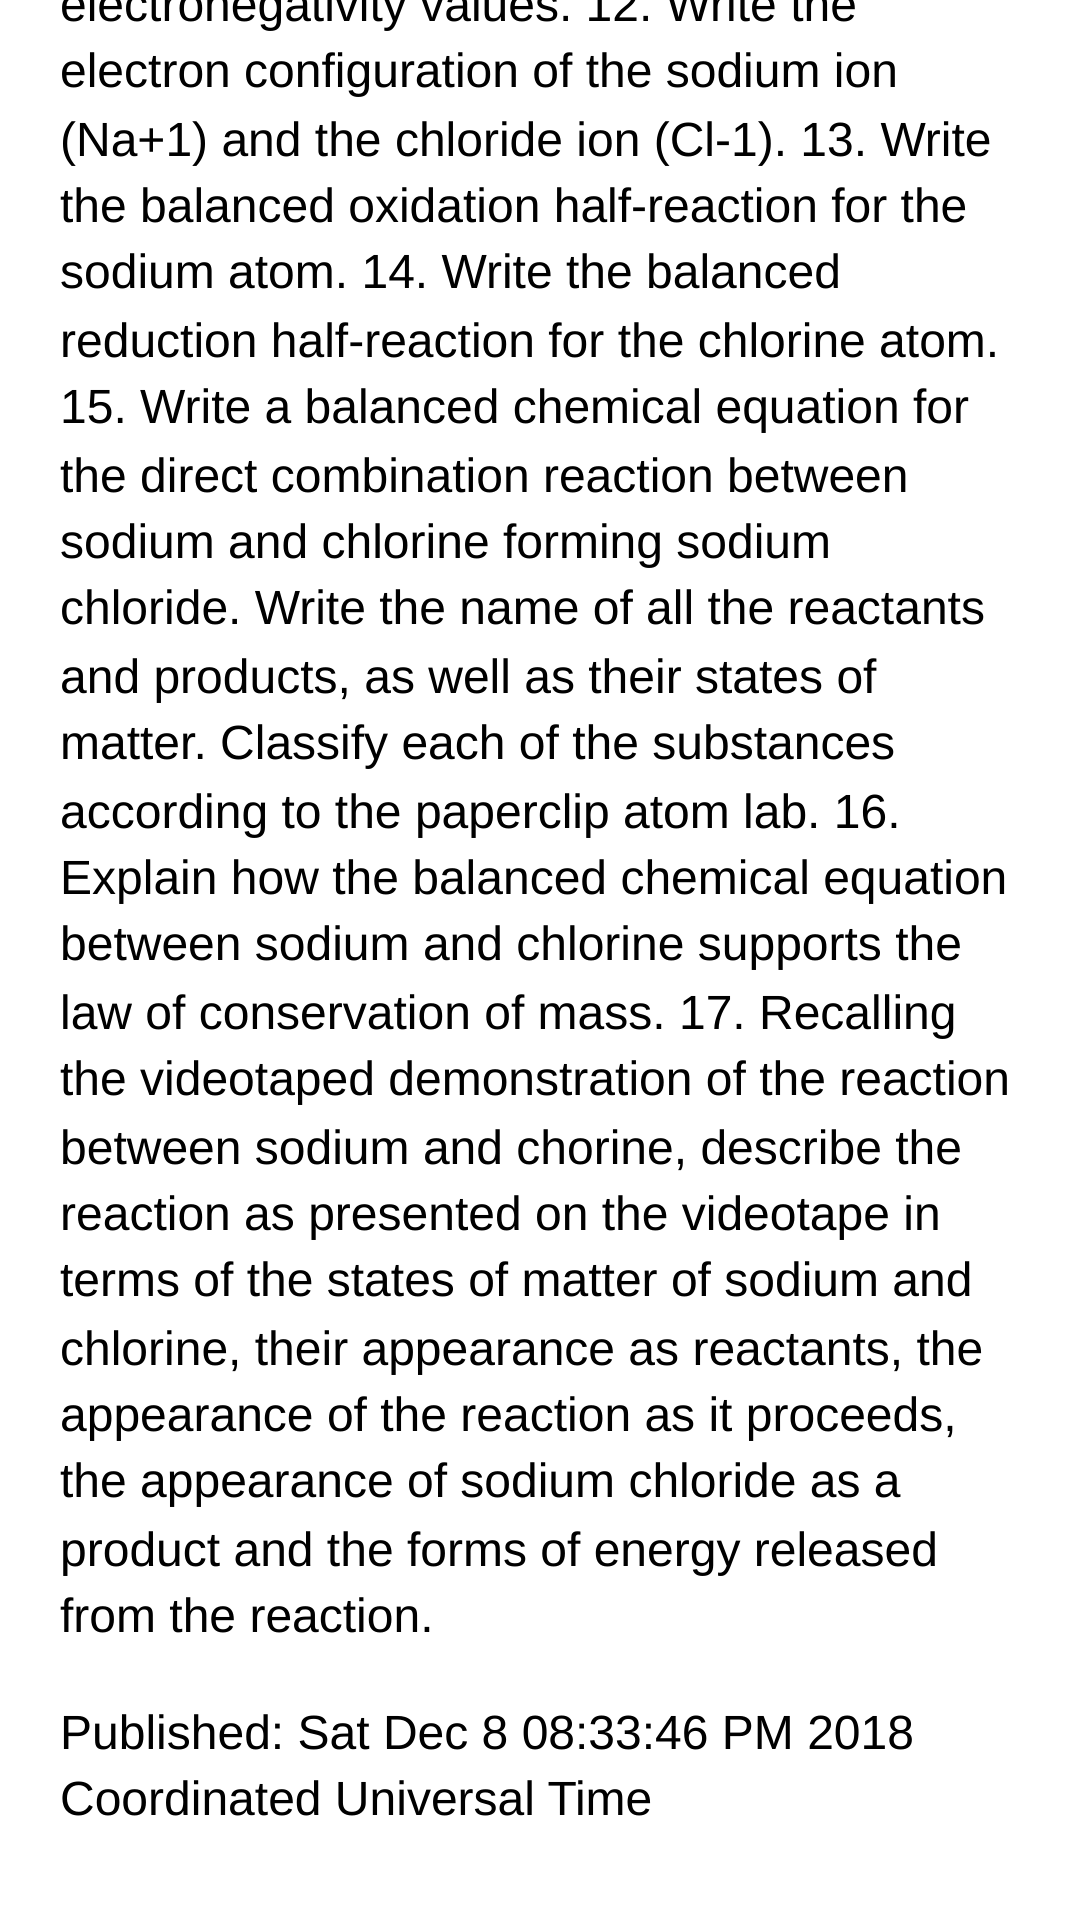 electronegativity values. 12. Write the
electron configuration of the sodium ion
(Na+1) and the chloride ion (Cl-1). 13. Write
the balanced oxidation half-reaction for the
sodium atom. 14. Write the balanced
reduction half-reaction for the chlorine atom.
15. Write a balanced chemical equation for
the direct combination reaction between
sodium and chlorine forming sodium
chloride. Write the name of all the reactants
and products, as well as their states of
matter. Classify each of the substances
according to the paperclip atom lab. 16.
Explain how the balanced chemical equation
between sodium and chlorine supports the
law of conservation of mass. 17. Recalling
the videotaped demonstration of the reaction
between sodium and chorine, describe the
reaction as presented on the videotape in
terms of the states of matter of sodium and
chlorine, their appearance as reactants, the
appearance of the reaction as it proceeds,
the appearance of sodium chloride as a
product and the forms of energy released
from the reaction.
Published: Sat Dec 8 08:33:46 PM 2018
Coordinated Universal Time